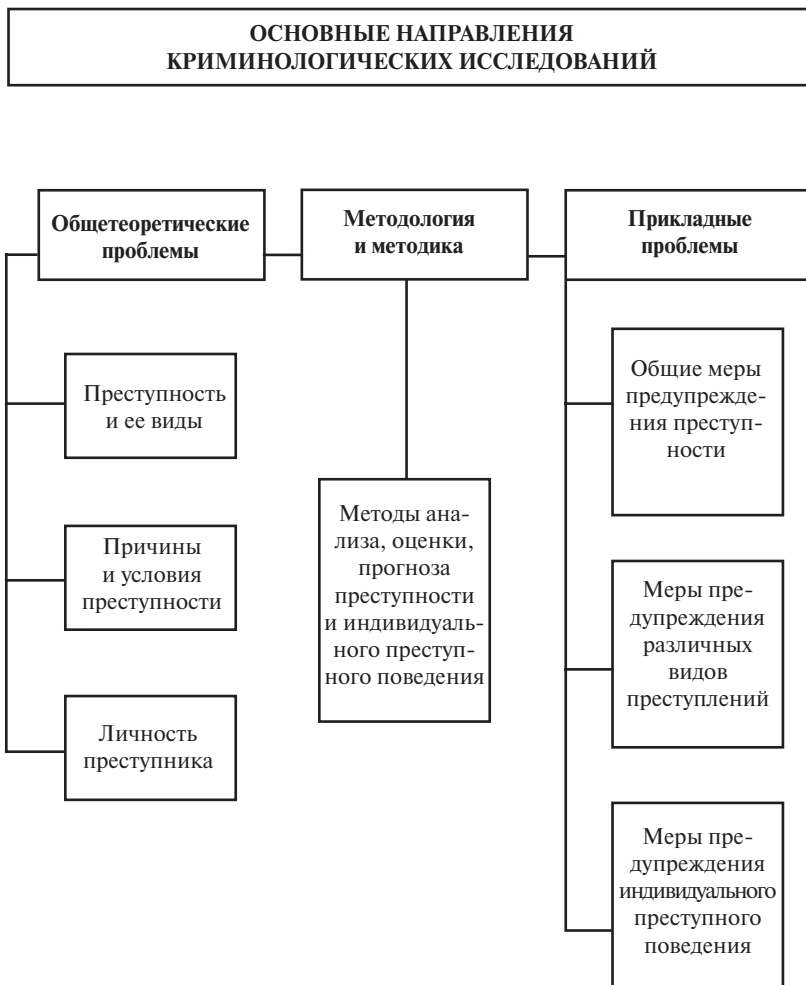 ОСНОВНЫЕ НАПРАВЛЕНИЯ
КРИМИНОЛОГИЧЕСКИХ ИССЛЕДОВАНИЙ
Общетеоретические
проблемы
Преступность
и ее виды
Причины
и условия
преступности
Личность
преступника
Методология
и методика
Методы ана-
лиза, оценки,
прогноза
преступности
и индивидуаль-
ного преступ-
ного поведения
Прикладные
проблемы
Общие меры
предупрежде-
ния преступ-
ности
Меры пре-
дупреждения
различных
видов
преступлений
Меры пре-
дупреждения
индивидуального
преступного
поведения